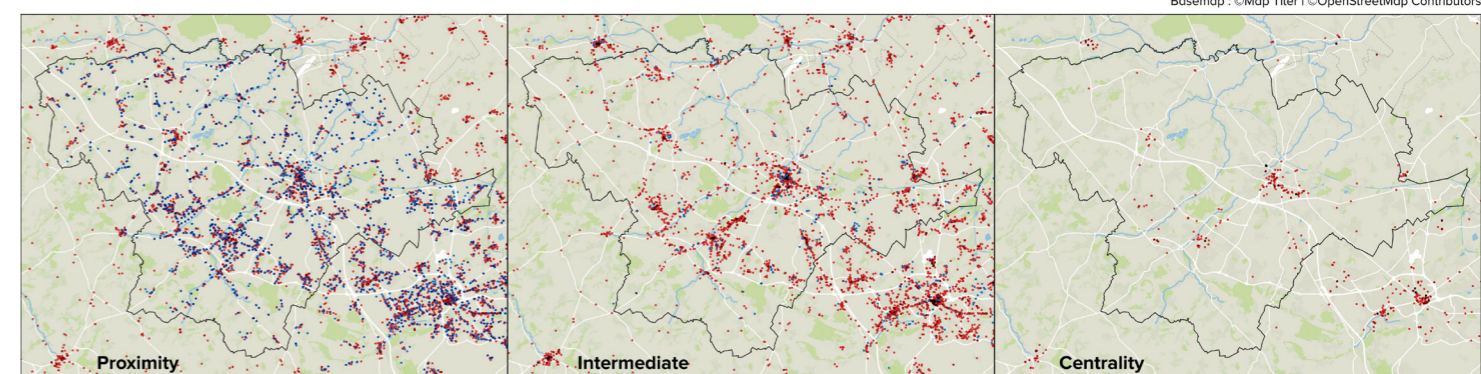 Basemap : ©Map Tiler | ©OpenStreetMap Contributors
Proximity
Intermediate
Centrality